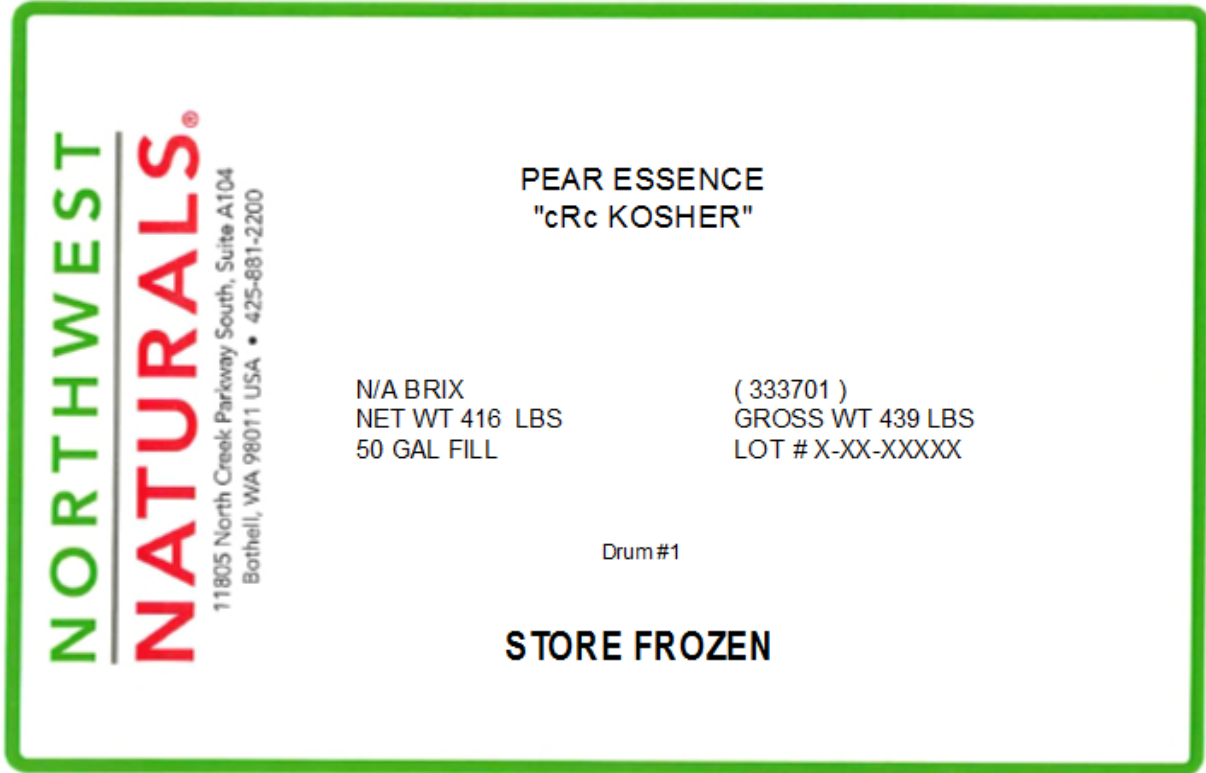 NORTHWEST
NATURALS®
11805 North Creek Parkway South, Suite A104
Bothell, WA 98011 USA • 425-881-2200
PEAR ESSENCE
"cRc KOSHER"
N/A BRIX
NET WT 416 LBS
50 GAL FILL
( 333701 )
GROSS WT 439 LBS
LOT # X-XX-XXXXX
Drum #1
STORE FROZEN